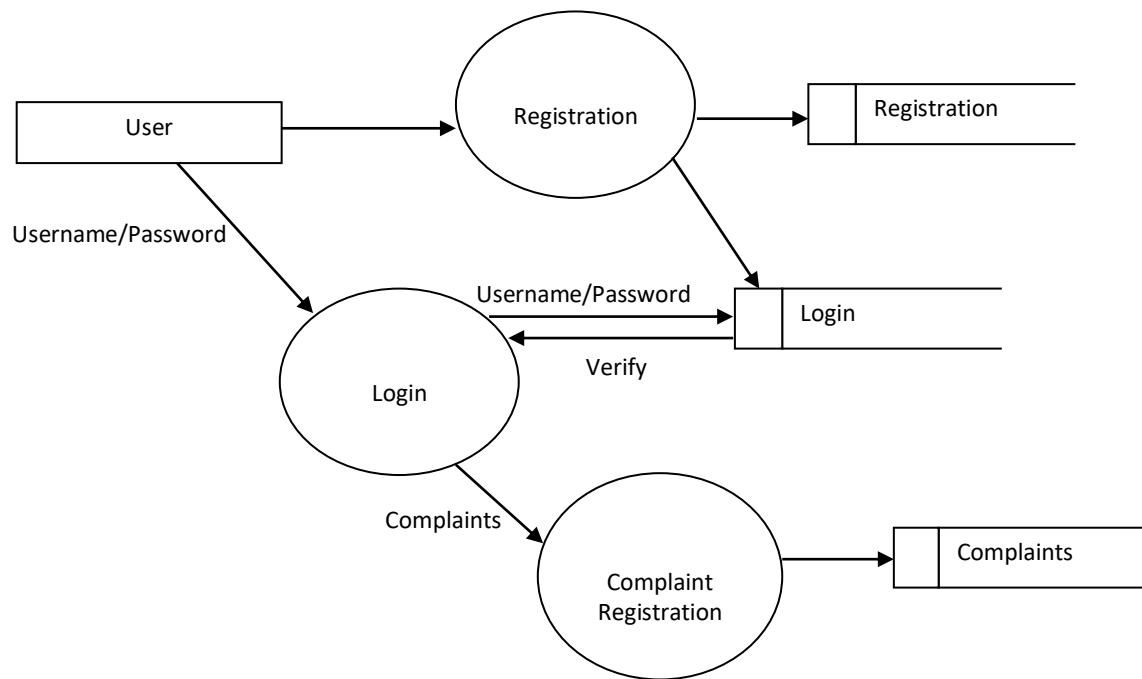 User
Registration
Registration
Username/Password
Username/Password
Login
Verify
Login
Complaints
Complaints
Complaint
Registration